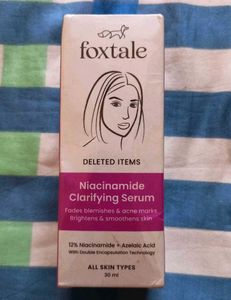 foxtale
DELETED ITEMS
Niacinamide
Clarifying Serum
Fades blemishes & acne marks
Brightens & smoothens skin
12% Niacinamide + Azelaic Acid
With Double Encapsulation Technology
ALL SKIN TYPES
30 ml